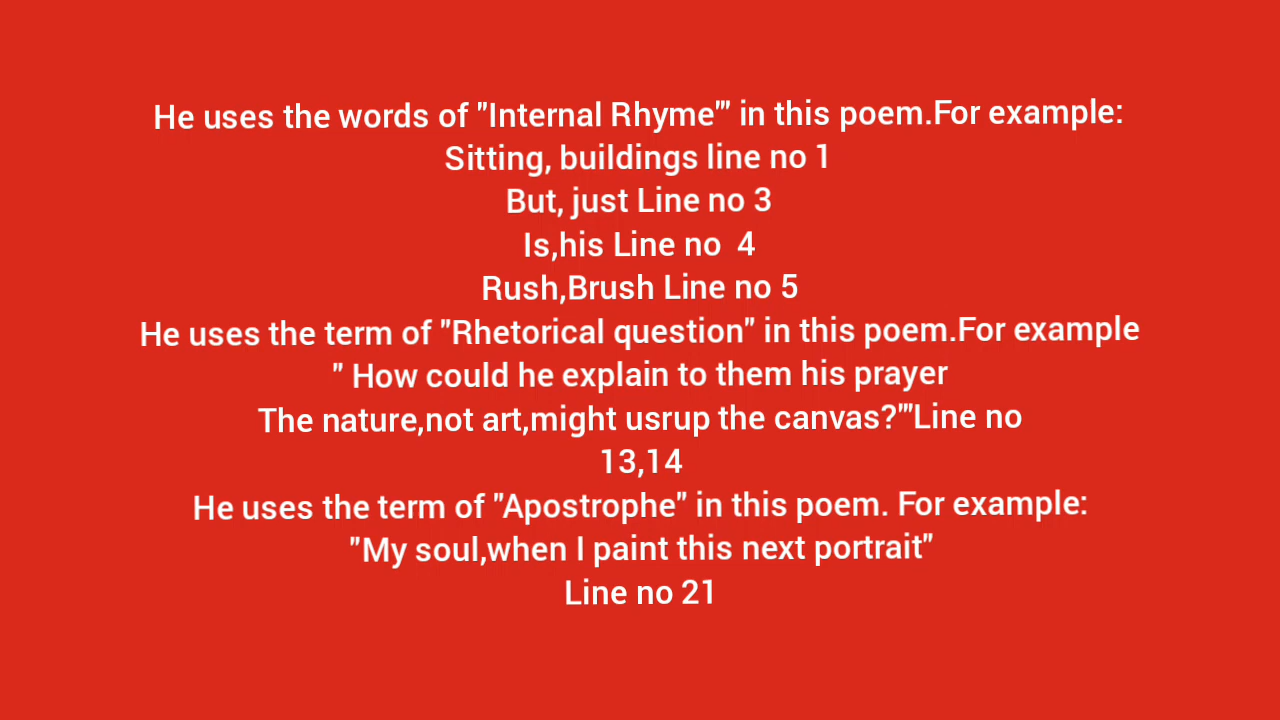 He uses the words of "Internal Rhyme'" in this poem.For example:
Sitting, buildings line no 1
But, just Line no 3
Is,his Line no  4
Rush,Brush Line no 5
He uses the term of "Rhetorical question" in this poem.For example
" How could he explain to them his prayer
The nature,not art,might usrup the canvas?'"Line no
13,14
He uses the term of "Apostrophe" in this poem. For example:
"My soul,when I paint this next portrait"
Line no 21